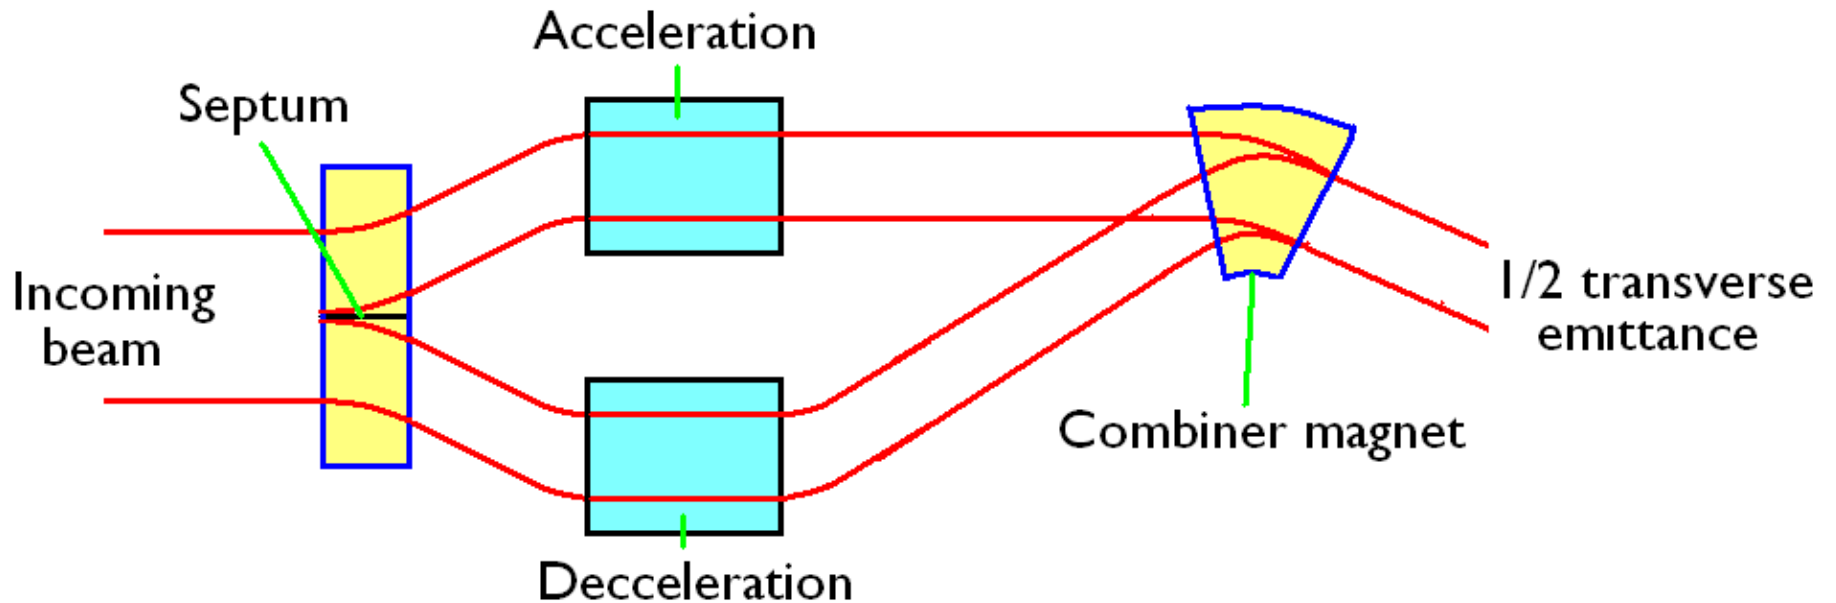 Acceleration
Septum
Incoming
beam
1/2 transverse
emittance
Combiner magnet
Decceleration